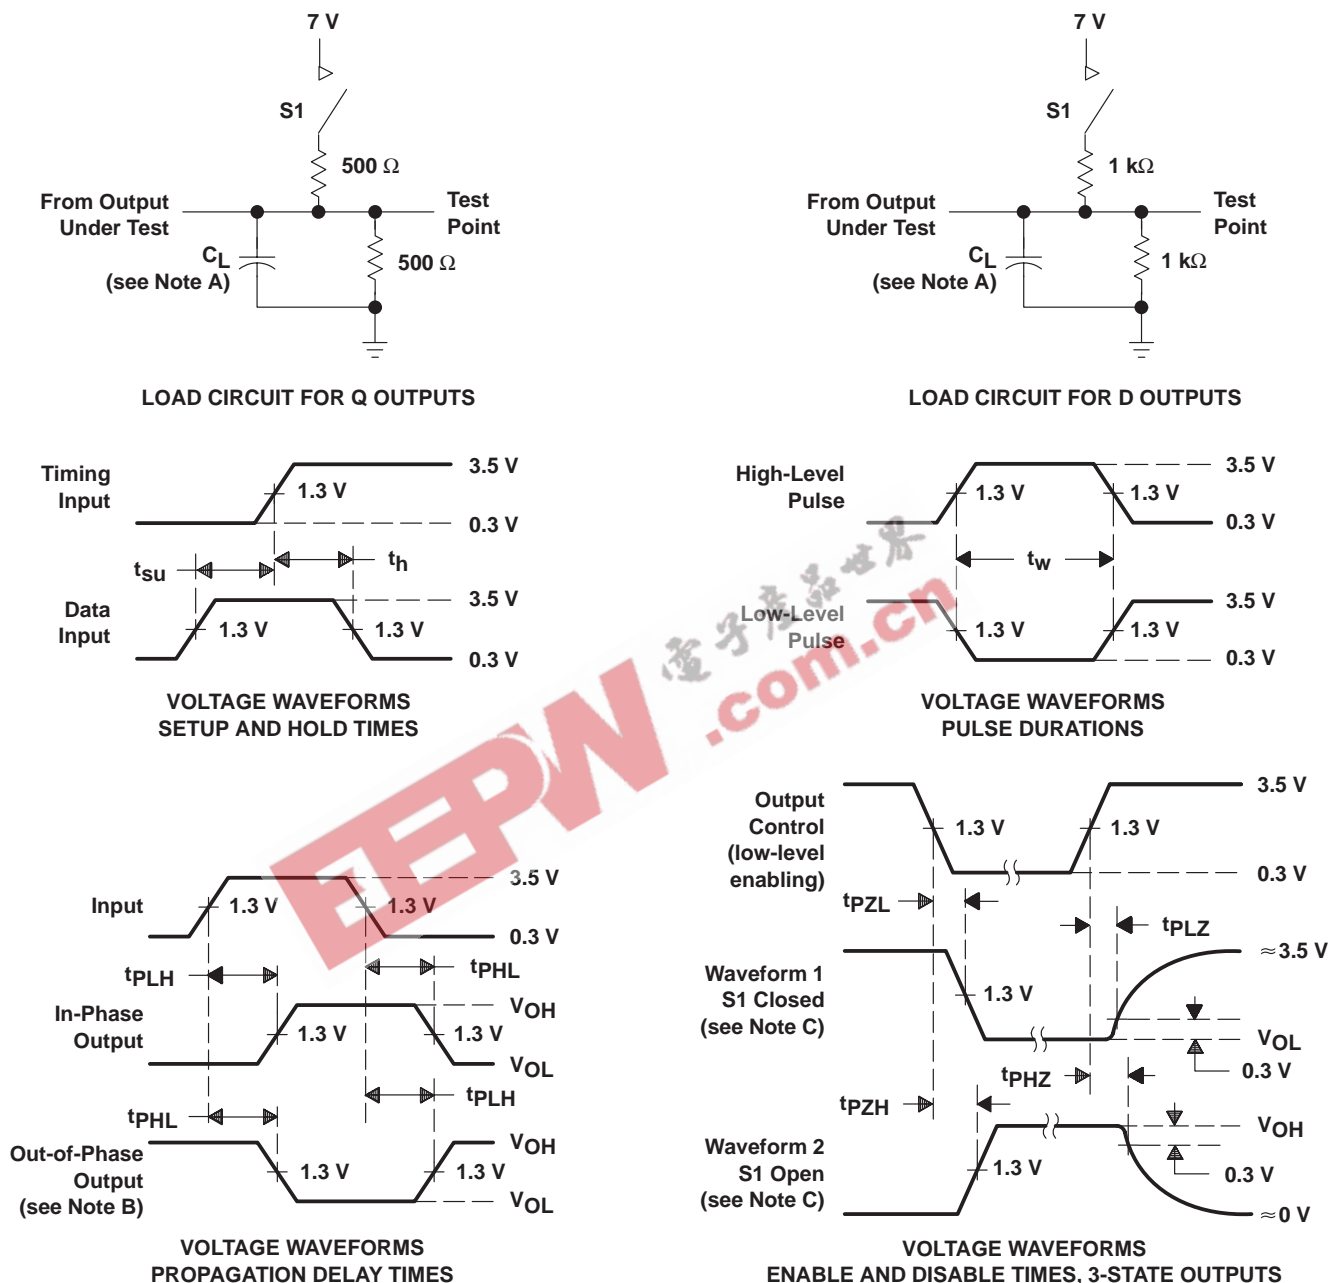 7 V
S1
500 Ω
From Output
Under Test
Test
Point
CL
(see Note A)
500 Ω
LOAD CIRCUIT FOR Q OUTPUTS
7 V
S1
1 kΩ
From Output
Under Test
Test
Point
CL
(see Note A)
1 kΩ
LOAD CIRCUIT FOR D OUTPUTS
Timing
Input
3.5 V
1.3 V
0.3 V
tsu
th
Data
Input
3.5 V
1.3 V
1.3 V
0.3 V
VOLTAGE WAVEFORMS
SETUP AND HOLD TIMES
High-Level
Pulse
3.5 V
1.3 V
1.3 V
0.3 V
tw
Low-Level
Pulse
3.5 V
1.3 V
1.3 V
0.3 V
VOLTAGE WAVEFORMS
PULSE DURATIONS
EEPW
.com.cn
電子產品世界
Input
3.5 V
1.3 V
1.3 V
0.3 V
tPLH
tPHL
In-Phase
Output
VOH
1.3 V
1.3 V
VOL
tPHL
tPLH
Out-of-Phase
Output
(see Note B)
VOH
1.3 V
1.3 V
VOL
VOLTAGE WAVEFORMS
PROPAGATION DELAY TIMES
Output
Control
(low-level
enabling)
3.5 V
1.3 V
1.3 V
0.3 V
tPZL
tPLZ
Waveform 1
S1 Closed
(see Note C)
≈3.5 V
1.3 V
VOL
0.3 V
tPHZ
tPZH
Waveform 2
S1 Open
(see Note C)
VOH
1.3 V
0.3 V
≈0 V
VOLTAGE WAVEFORMS
ENABLE AND DISABLE TIMES, 3-STATE OUTPUTS